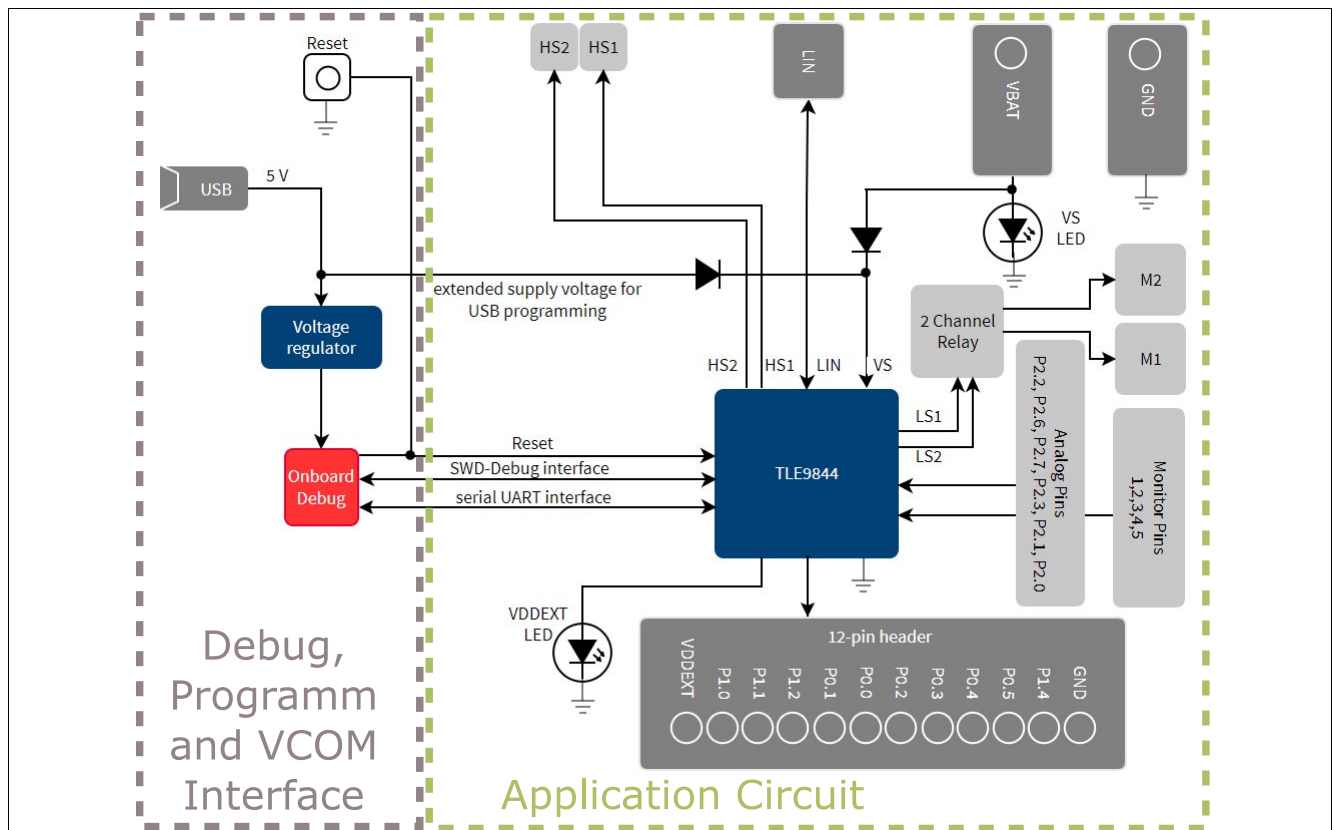 Reset
HS2
HS1
LIN
VBAT
GND
USB
5 V
VS
LED
extended supply voltage for
USB programming
Voltage
regulator
2 Channel
Relay
M2
M1
HS2
HS1
LIN
VS
LS1
LS2
Onboard
Debug
Reset
SWD-Debug interface
serial UART interface
TLE9844
Analog Pins
P2.2, P2.6, P2.7, P2.3, P2.1, P2.0
Monitor Pins
1,2,3,4,5
VDDEXT
LED
12-pin header
VDDEXT
P1.0
P1.1
P1.2
P0.1
P0.0
P0.2
P0.3
P0.4
P0.5
P1.4
GND
Debug,
Programm
and VCOM
Interface
Application Circuit